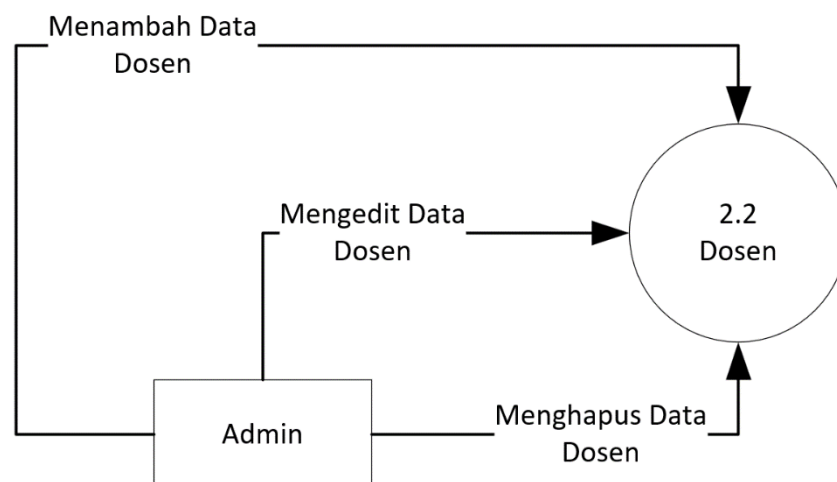 Menambah Data
Dosen
Mengedit Data
Dosen
2.2
Dosen
Admin
Menghapus Data
Dosen